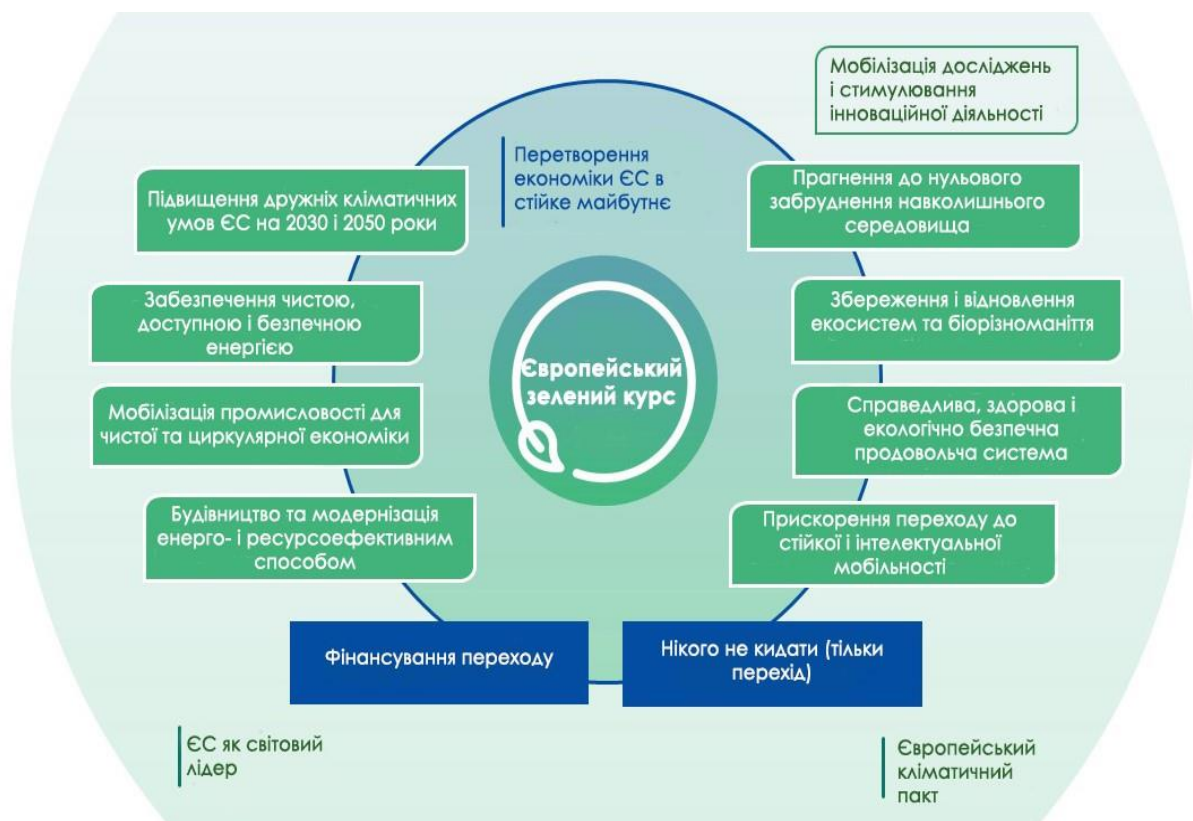 Мобілізація досліджень
і стимулювання
інноваційної діяльності
Перетворення
економіки ЄС в
стійке майбутнє
Підвищення дружніх кліматичних
умов ЄС на 2030 і 2050 роки
Прагнення до нульового
забруднення навколишнього
середовища
Забезпечення чистою,
доступною і безпечною
енергією
Збереження і відновлення
екосистем та біорізноманіття
Європейський
зелений курс
Мобілізація промисловості для
чистої та циркулярної економіки
Справедлива, здорова і
екологічно безпечна
продовольча система
Будівництво та модернізація
енерго- і ресурсоефективним
способом
Прискорення переходу до
стійкої і інтелектуальної
мобільності
Фінансування переходу
Нікого не кидати (тільки
перехід)
ЄС як світовий
лідер
Європейський
кліматичний
пакт